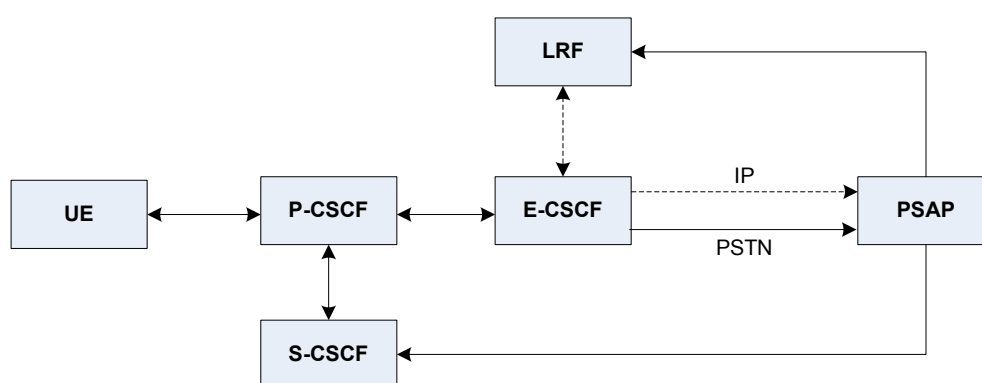 LRF
IP
UE
P-CSCF
E-CSCF
PSAP
PSTN
S-CSCF